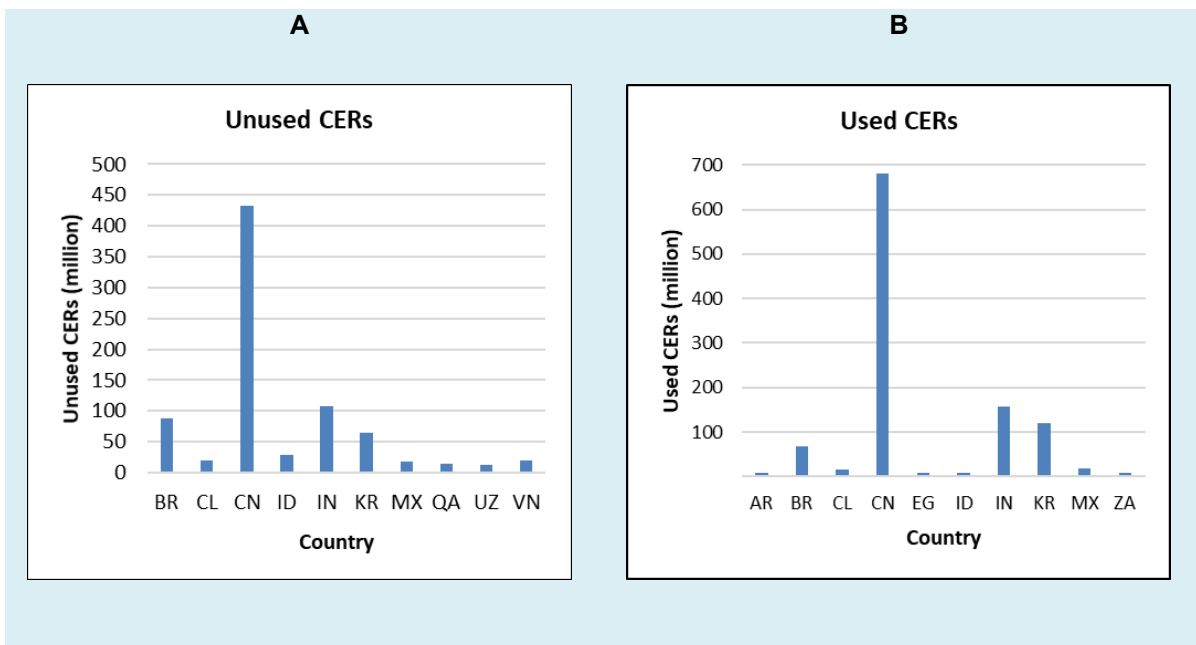 A
Unused CERs
Unused CERs (million)
500
450
400
350
300
250
200
150
100
50
0
BR CL CN ID IN KR MX QA UZ VN
Country
B
Used CERs
Used CERs (million)
700
600
500
400
300
200
100
AR BR CL CN EG ID IN KR MX ZA
Country